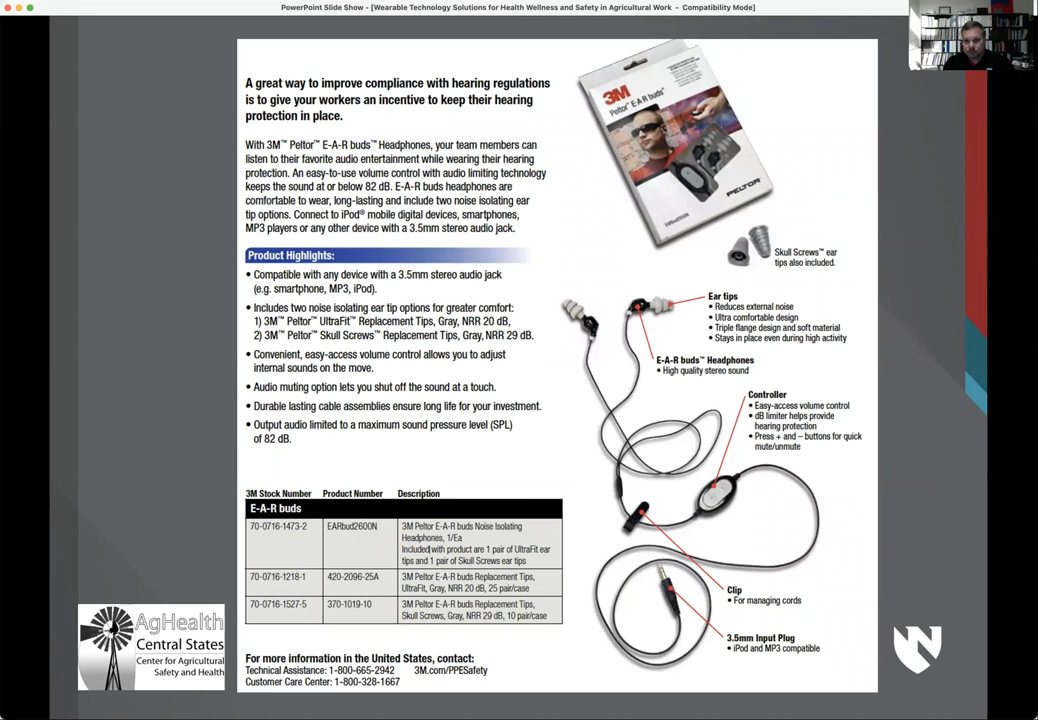 PowerPoint Slide Show - [Wearable Technology Solutions for Health Wellness and Safety in Agricultural Work - Compatibility Mode]
A great way to improve compliance with hearing regulations
is to give your workers an incentive to keep their hearing
protection in place.
With 3M™ Peltor™ E-A-R buds™ Headphones, your team members can
listen to their favorite audio entertainment while wearing their hearing
protection. An easy-to-use volume control with audio limiting technology
keeps the sound at or below 82 dB. E-A-R buds headphones are
comfortable to wear, long-lasting and include two noise isolating ear
tip options. Connect to iPod® mobile digital devices, smartphones,
MP3 players or any other device with a 3.5mm stereo audio jack.
Product Highlights:
• Compatible with any device with a 3.5mm stereo audio jack
(e.g. smartphone, MP3, iPod).
• Includes two noise isolating ear tip options for greater comfort:
1) 3M™ Peltor™ UltraFit™ Replacement Tips, Gray, NRR 20 dB,
2) 3M™ Peltor™ Skull Screws™ Replacement Tips, Gray, NRR 29 dB.
• Convenient, easy-access volume control allows you to adjust
internal sounds on the move.
• Audio muting option lets you shut off the sound at a touch.
• Durable lasting cable assemblies ensure long life for your investment.
• Output audio limited to a maximum sound pressure level (SPL)
of 82 dB.
3M Stock Number Product Number Description
E-A-R buds
70-0716-1473-2 EARbud2600N 3M Peltor E-A-R buds Noise Isolating
Headphones, 1/Ea
Included with product are 1 pair of UltraFit ear
tips and 1 pair of Skull Screws ear tips
70-0716-1218-1 420-2096-25A 3M Peltor E-A-R buds Replacement Tips,
UltraFit, Gray, NRR 20 dB, 25 pair/case
70-0716-1527-5 370-1019-10 3M Peltor E-A-R buds Replacement Tips,
Skull Screws, Gray, NRR 29 dB, 10 pair/case
For more information in the United States, contact:
Technical Assistance: 1-800-665-2942 3M.com/PPESafety
Customer Care Center: 1-800-328-1667
3M
Peltor™ E-A-R buds™
PELTOR™
Skull Screws™ ear
tips also included.
Ear tips
• Reduces external noise
• Ultra comfortable design
• Triple flange design and soft material
• Stays in place even during high activity
E-A-R buds™ Headphones
• High quality stereo sound
Controller
• Easy-access volume control
• dB limiter helps provide
hearing protection
• Press + and – buttons for quick
mute/unmute
Clip
• For managing cords
3.5mm Input Plug
• iPod and MP3 compatible
AgHealth
Central States
Center for Agricultural
Safety and Health
N